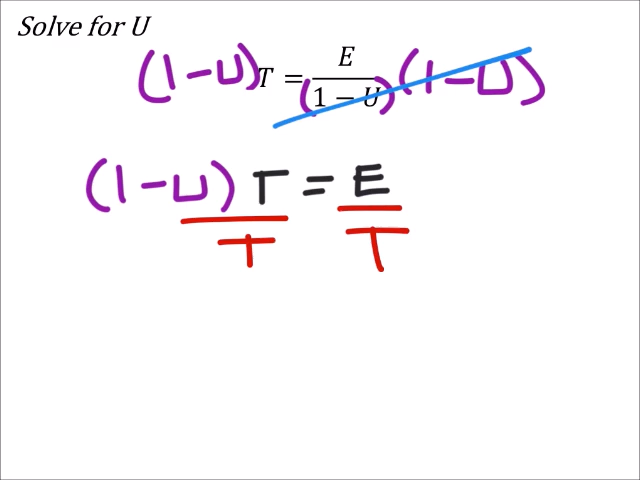 Solve for U
(1-U) T = E (1-U)
(1 - U)
(1-U) T = E
T T